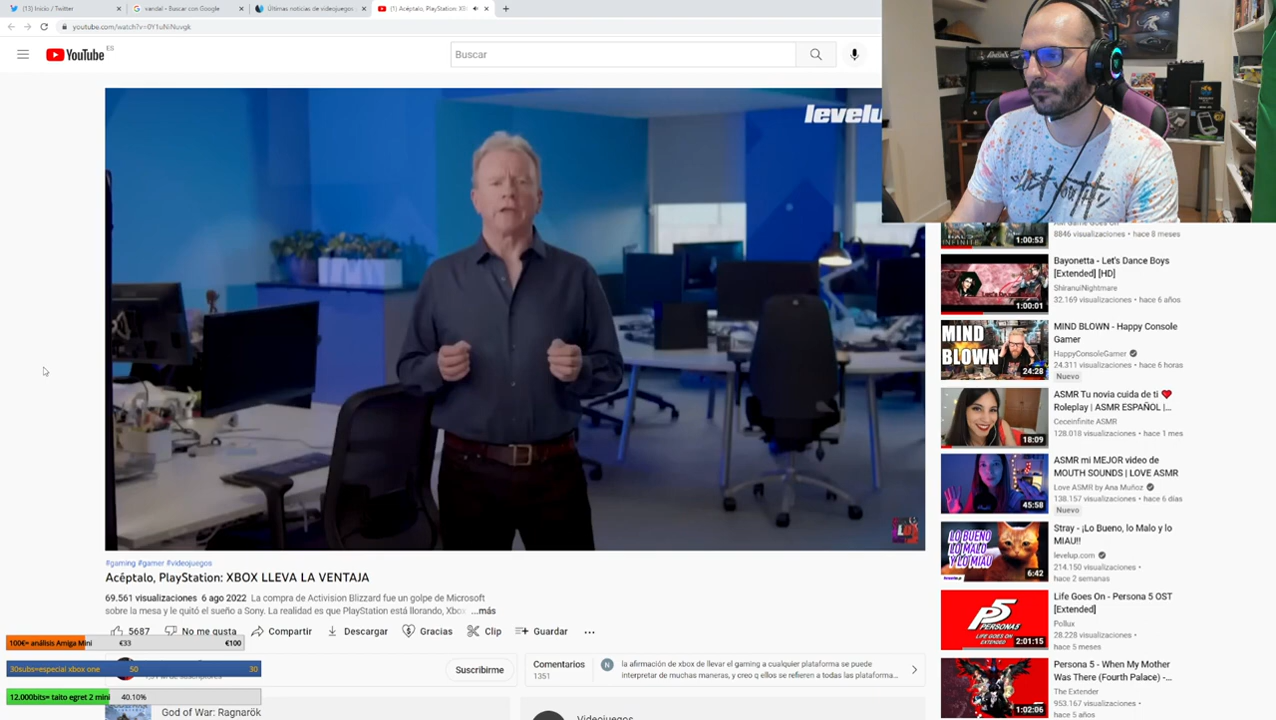 (13) Inicio / Twitter
vandal - Buscar con Google
Últimas noticias de videojuegos
(1) Acéptalo, PlayStation: XB
youtube.com/watch?v=0Y1uNiNuvgk
YouTube ES
Buscar
levelu
8846 visualizaciones • hace 8 meses
1:00:53
Bayonetta - Let's Dance Boys
[Extended] [HD]
ShiranuiNightmare
32.169 visualizaciones • hace 6 años
1:00:01
MIND BLOWN - Happy Console
Gamer
HappyConsoleGamer
24.311 visualizaciones • hace 6 horas
Nuevo
MIND
BLOWN
24:28
ASMR Tu novia cuida de ti
Roleplay | ASMR ESPAÑOL |...
Ceceinfinite ASMR
128.018 visualizaciones • hace 1 mes
18:09
ASMR mi MEJOR video de
MOUTH SOUNDS | LOVE ASMR
Love ASMR by Ana Muñoz
138.157 visualizaciones • hace 6 días
Nuevo
45:58
Stray - ¡Lo Bueno, lo Malo y lo
MIAU!!
levelup.com
214.150 visualizaciones •
hace 2 semanas
LO BUENO
LO MALO
Y LO MIAU
6:42
Life Goes On - Persona 5 OST
[Extended]
Pollux
28.228 visualizaciones •
hace 5 meses
LIFE GOES ON
2:01:15
Persona 5 - When My Mother
Was There (Fourth Palace) -...
The Extender
953.167 visualizaciones •
hace 5 años
1:02:06
#gaming #gamer #videojuegos
Acéptalo, PlayStation: XBOX LLEVA LA VENTAJA
69.561 visualizaciones 6 ago 2022 La compra de Activision Blizzard fue un golpe de Microsoft
sobre la mesa y le quitó el sueño a Sony. La realidad es que PlayStation está llorando, Xbox ...más
5687 No me gusta Compartir Descargar Gracias Clip Guardar
100€= análisis Amiga Mini €33 €100
30subs=especial xbox one 50 30
12.000bits= taito egret 2 mini 40.10%
Suscribirme
Comentarios
1351
la afirmación de xbox de llevar el gaming a cualquier plataforma se puede
interpretar de muchas maneras, y creo q ellos se refieren a todas las plataforma...
God of War: Ragnarök
Videojuegos